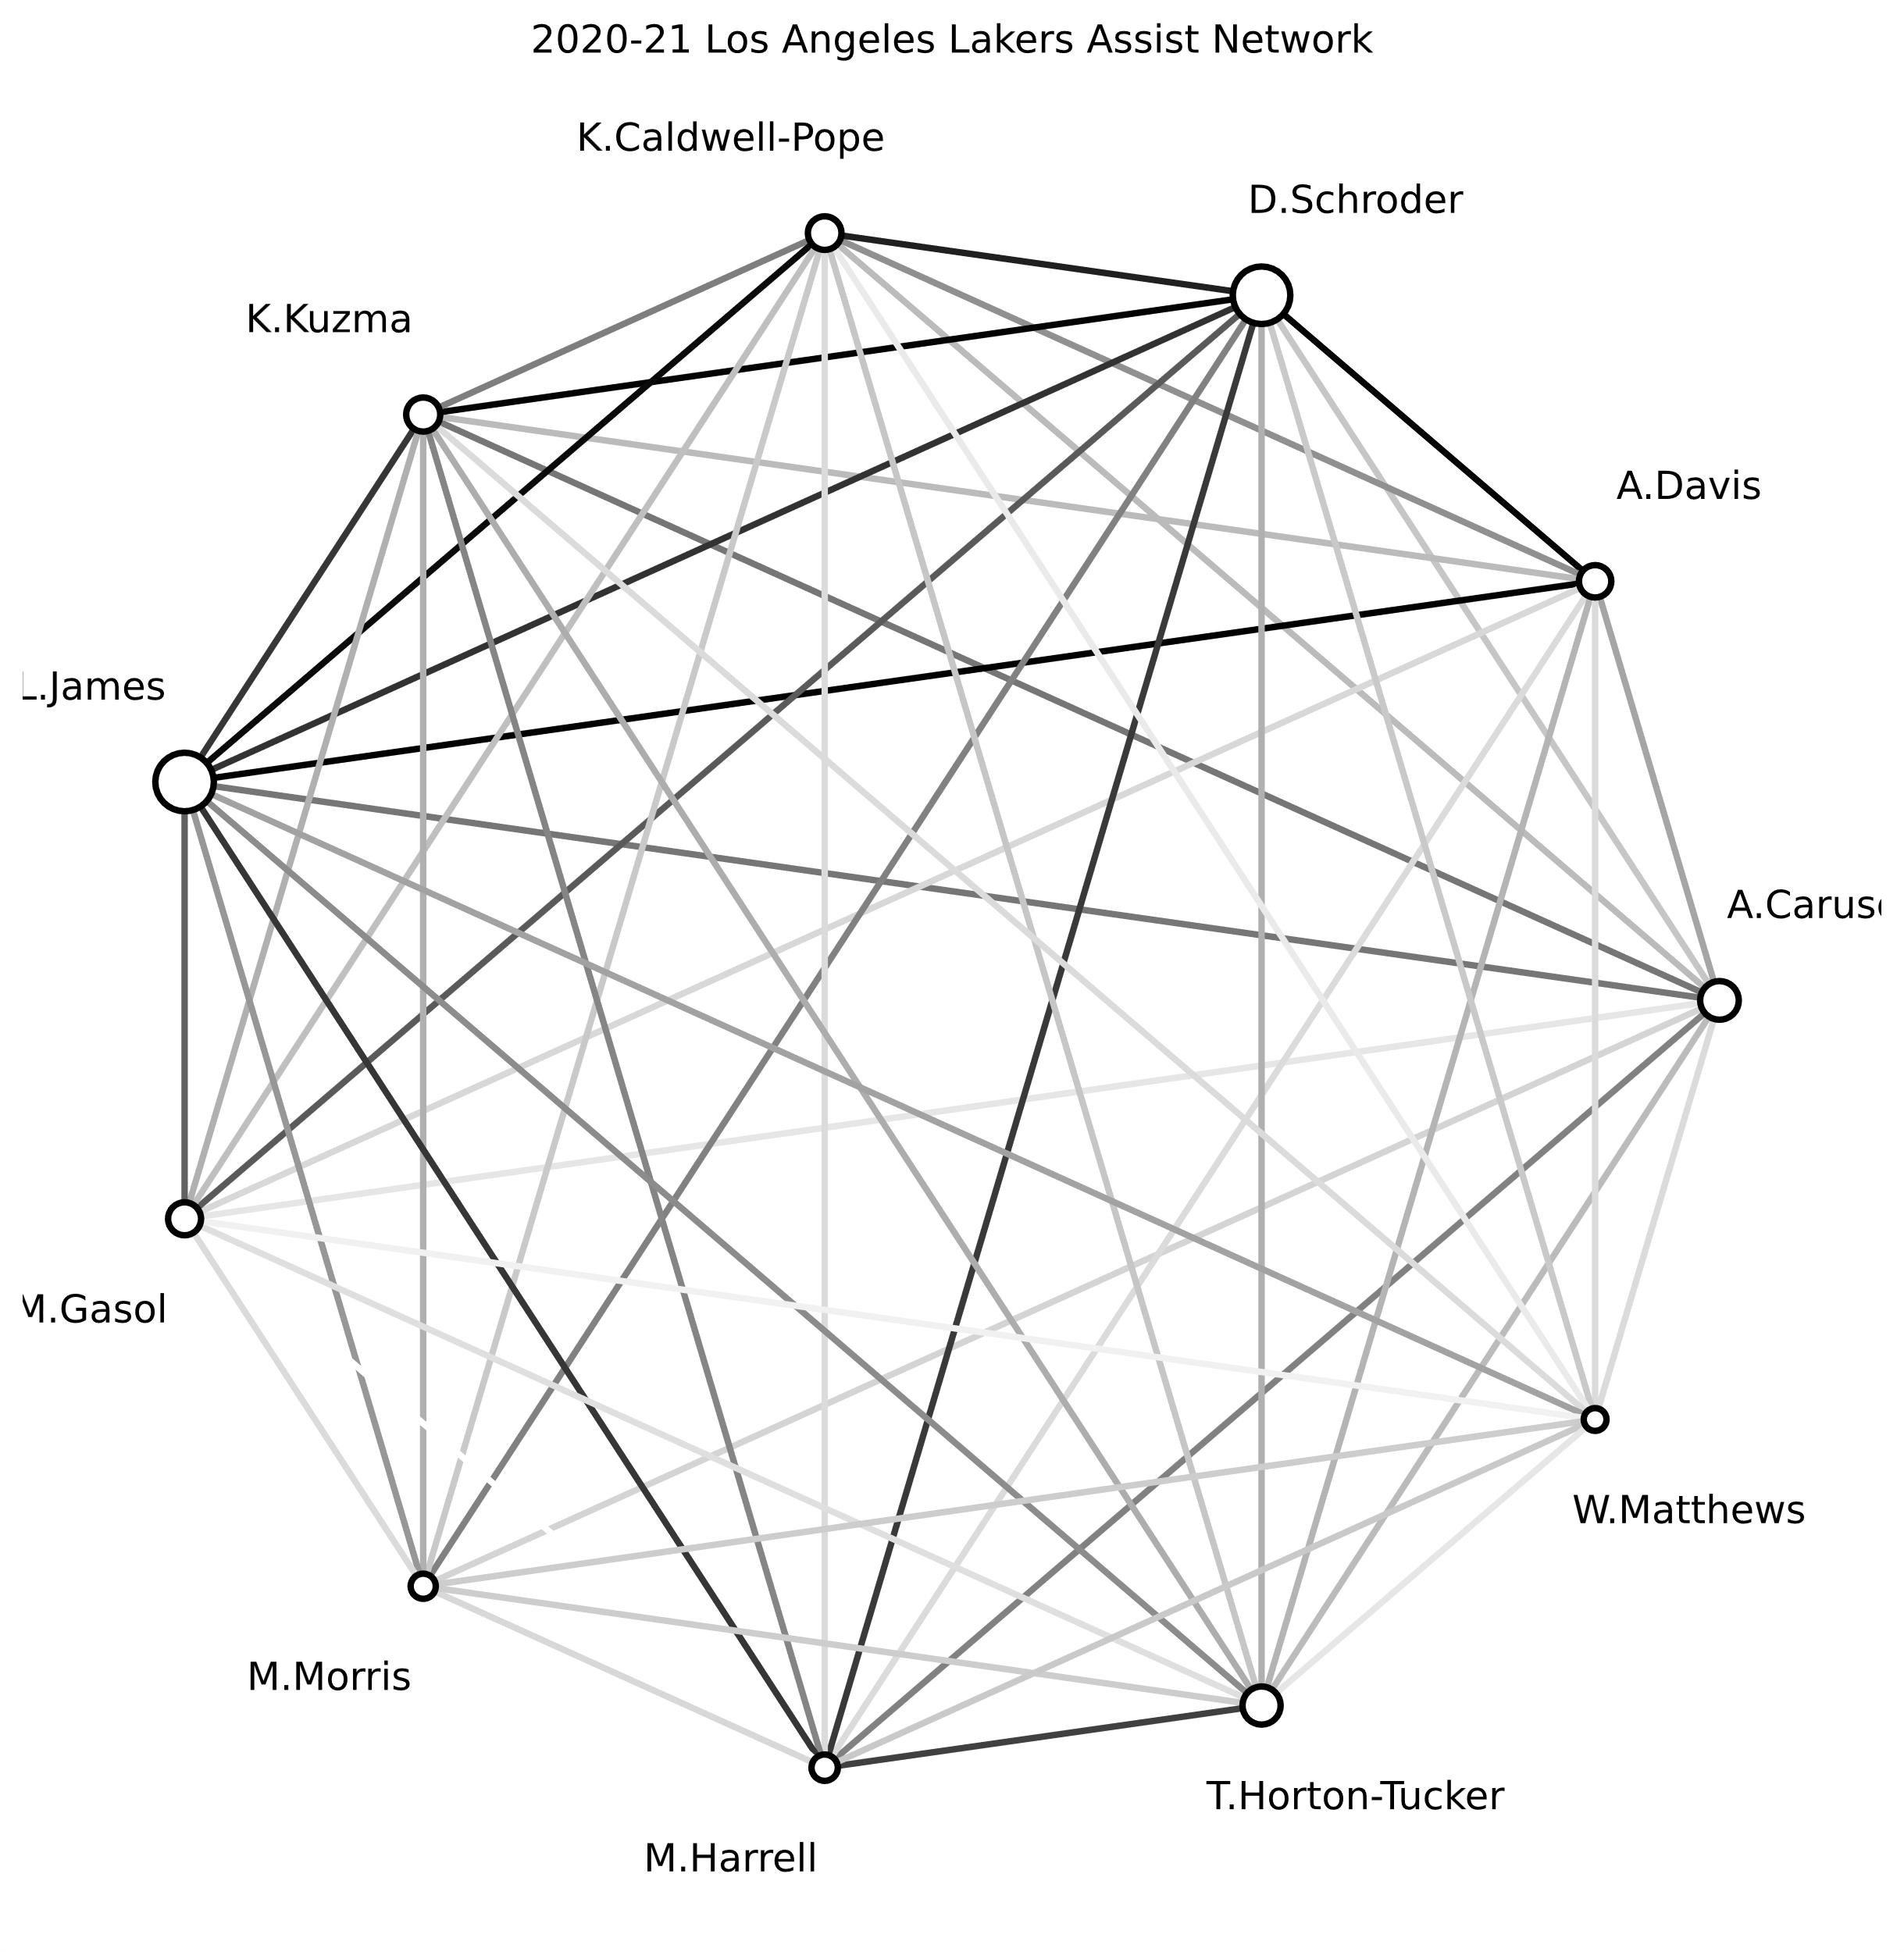 2020-21 Los Angeles Lakers Assist Network
K.Caldwell-Pope
D.Schroder
K.Kuzma
A.Davis
L.James
A.Caruso
M.Gasol
W.Matthews
M.Morris
T.Horton-Tucker
M.Harrell